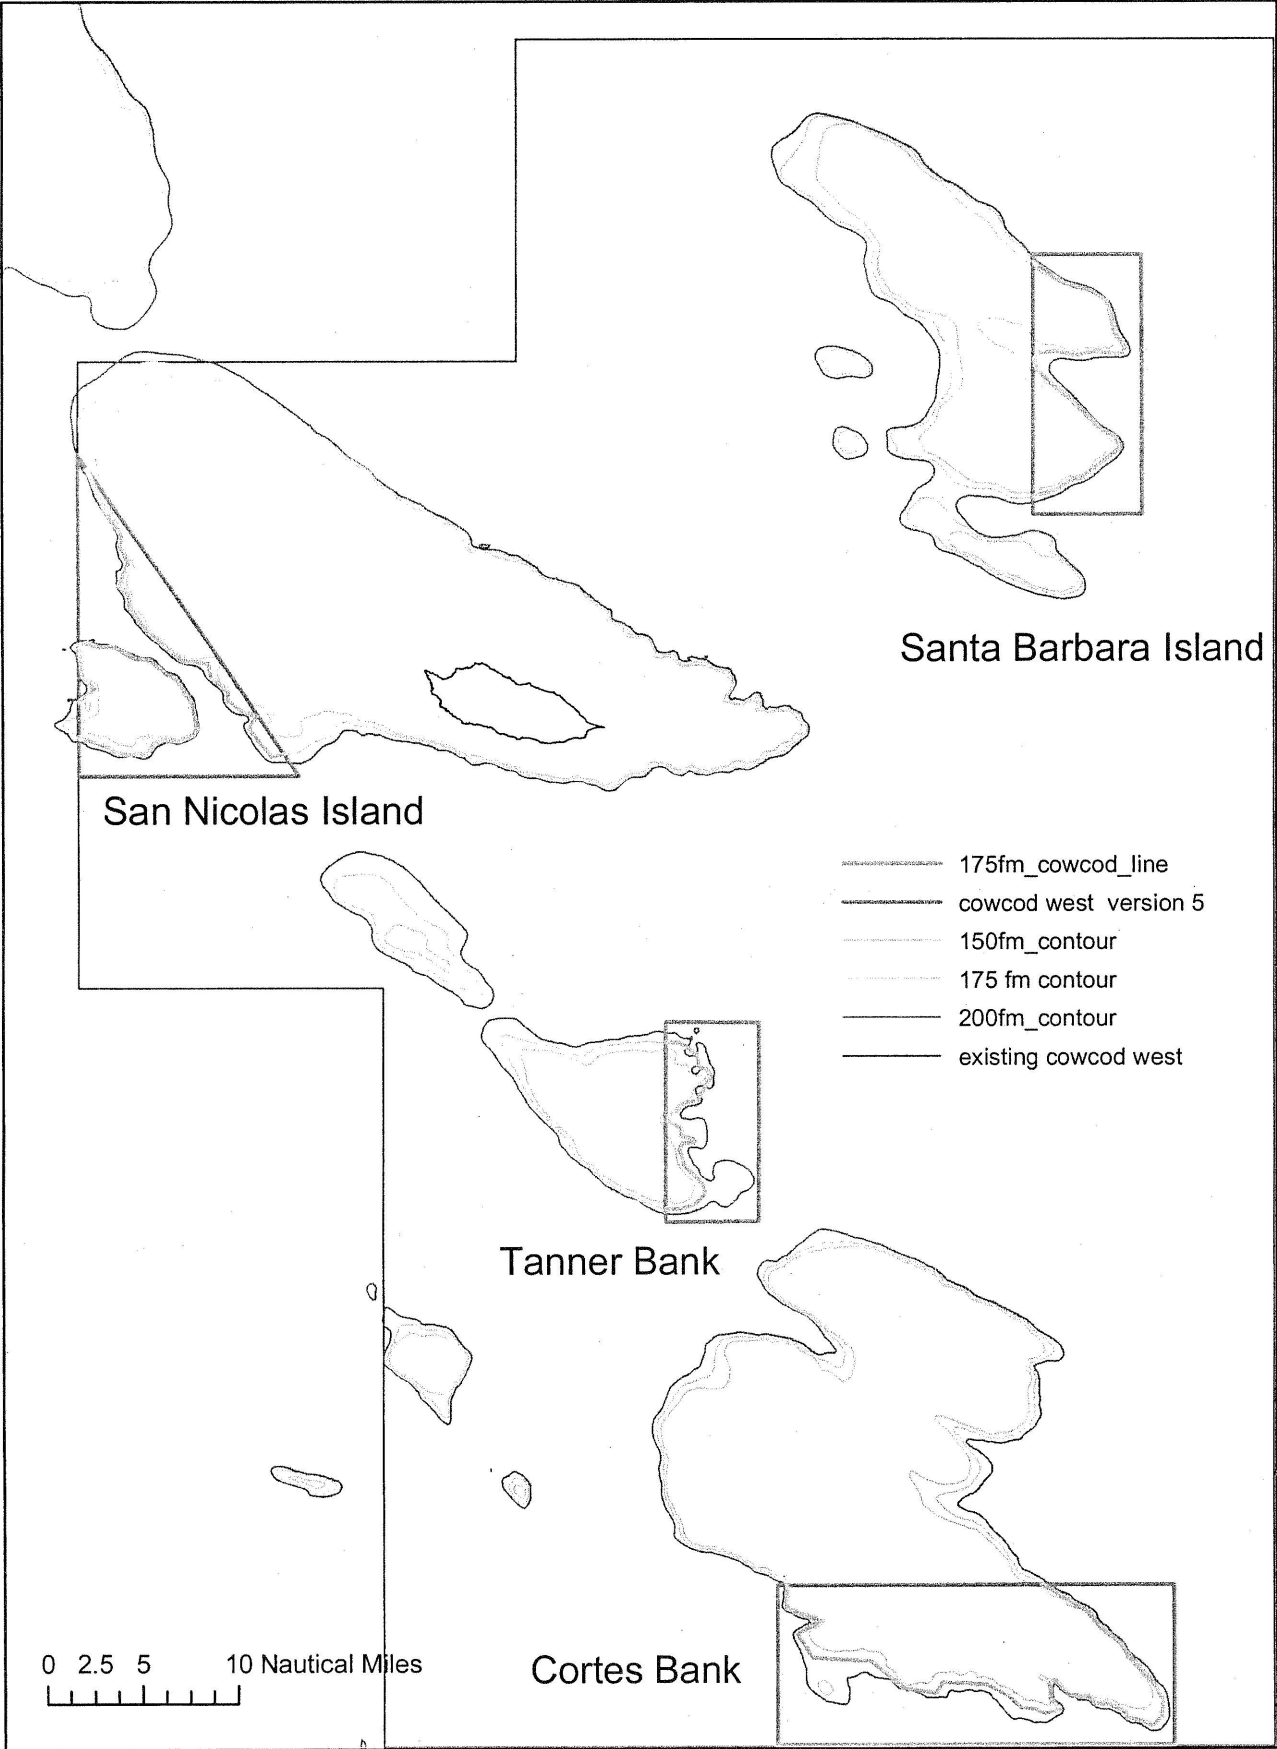 Santa Barbara Island
San Nicolas Island
175fm_cowcod_line
cowcod west version 5
150fm_contour
175 fm contour
200fm_contour
existing cowcod west
Tanner Bank
Cortes Bank
0 2.5 5 10 Nautical Miles